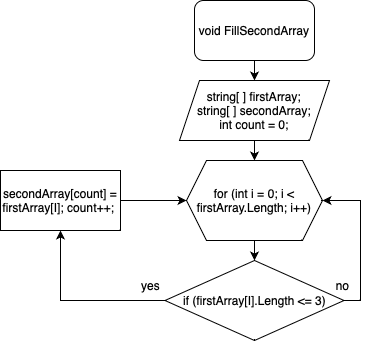 void FillSecondArray
string[ ] firstArray;
string[ ] secondArray;
int count = 0;
secondArray[count] =
firstArray[I]; count++;
for (int i = 0; i <
firstArray.Length; i++)
yes
no
if (firstArray[I].Length <= 3)